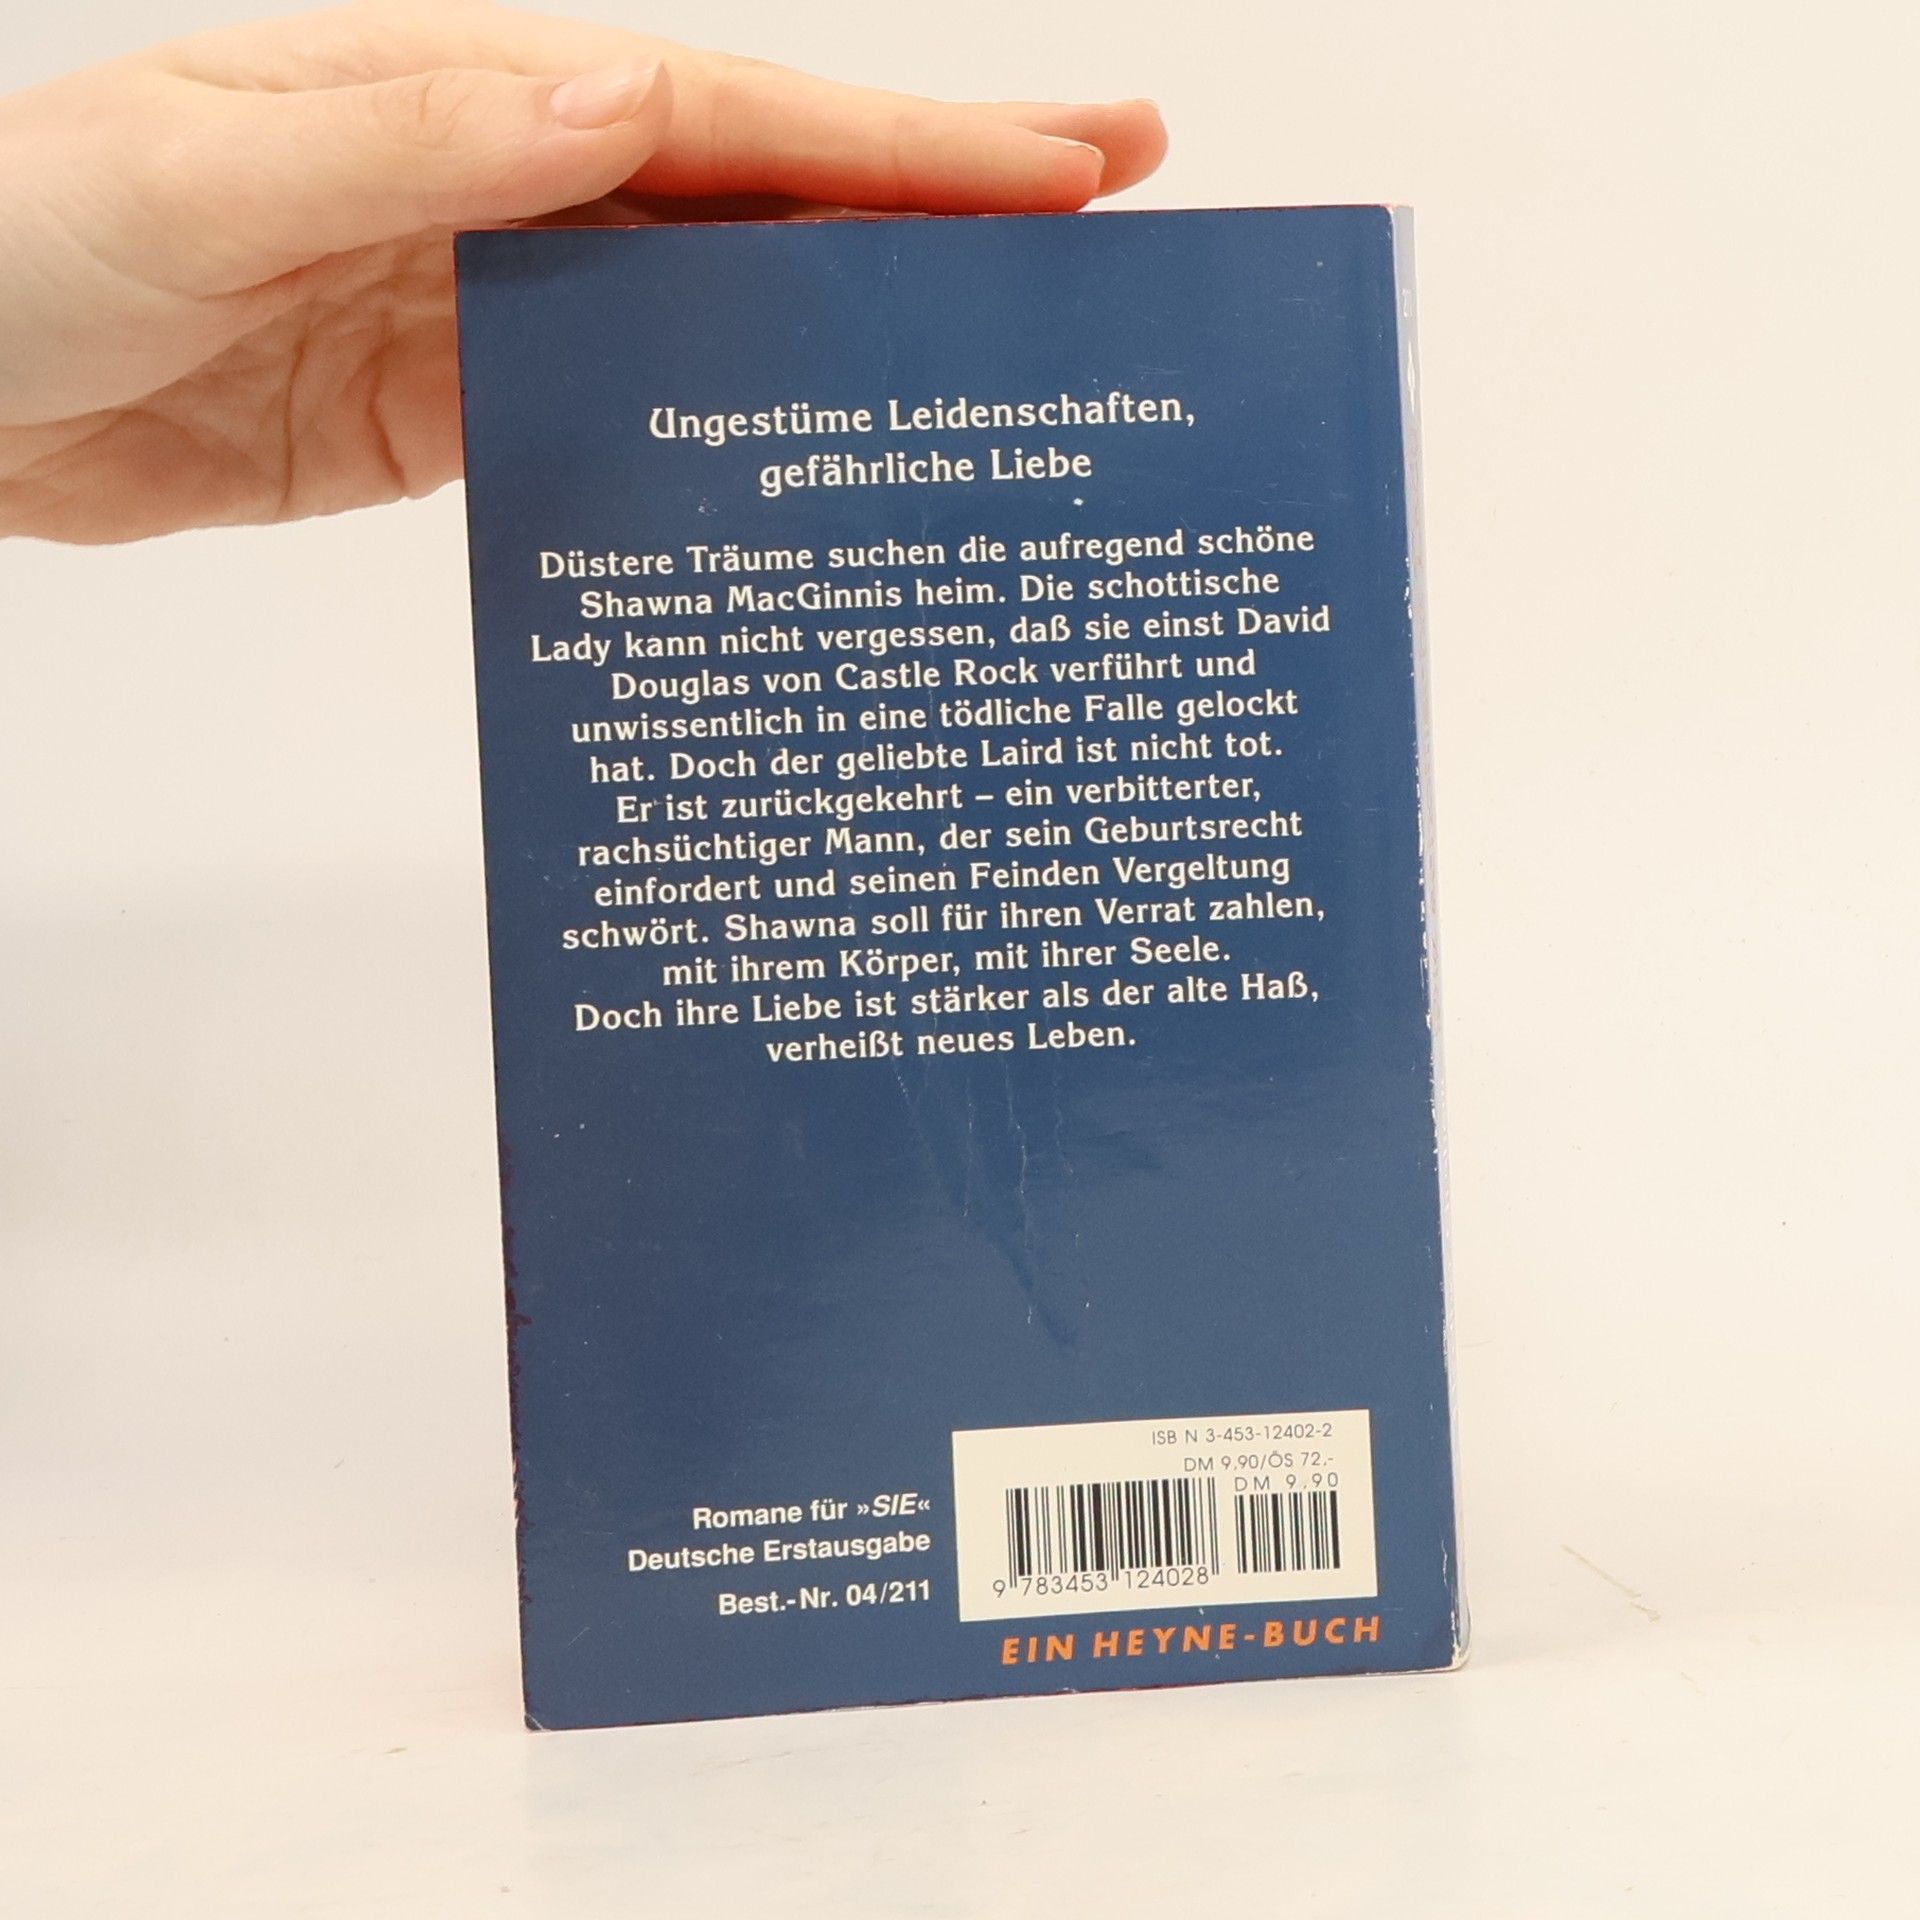 Ungestüme Leidenschaften,
gefährliche Liebe
Düstere Träume suchen die aufregend schöne
Shawna MacGinnis heim. Die schottische
Lady kann nicht vergessen, daß sie einst David
Douglas von Castle Rock verführt und
unwissentlich in eine tödliche Falle gelockt
hat. Doch der geliebte Laird ist nicht tot.
Er ist zurückgekehrt – ein verbitterter,
rachsüchtiger Mann, der sein Geburtsrecht
einfordert und seinen Feinden Vergeltung
schwört. Shawna soll für ihren Verrat zahlen,
mit ihrem Körper, mit ihrer Seele.
Doch ihre Liebe ist stärker als der alte Haß,
verheißt neues Leben.
Romane für »SIE«
Deutsche Erstausgabe
Best.-Nr. 04/211
ISBN 3-453-12402-2
DM 9,90/ÖS 72,-
DM 9,90
9 783453 124028
EIN HEYNE-BUCH